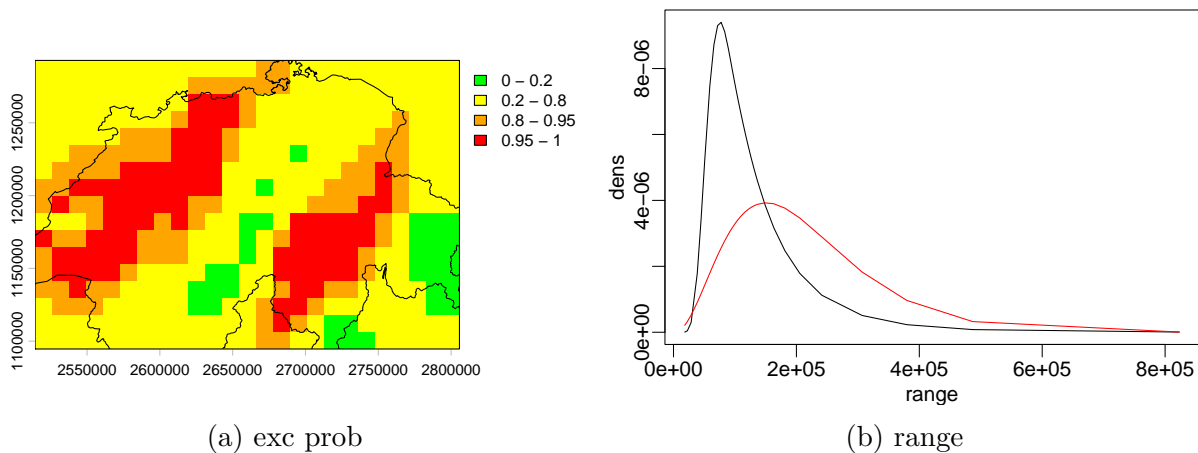 0 – 0.2
0.2 – 0.8
0.8 – 0.95
0.95 – 1
1250000
1200000
1150000
1100000
2500000
2600000
2650000
2700000
2750000
2800000
(a) exc prob
8e−06
4e−06
0e+00
dens
0e+00
2e+05
4e+05
6e+05
8e+05
range
(b) range